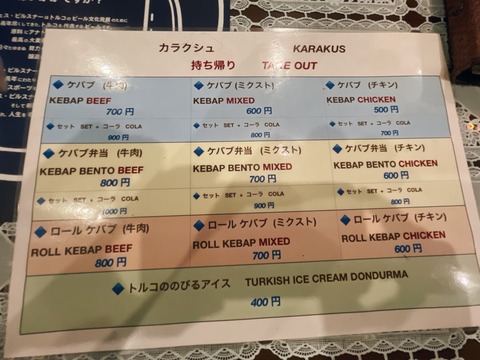 カラクシュ KARAKUS
持ち帰り TAKE OUT
ケバブ (牛肉)
KEBAP BEEF
700 円
セット SET + コーラ COLA
900 円
ケバブ (ミクスト)
KEBAP MIXED
600 円
セット SET + コーラ COLA
800 円
ケバブ (チキン)
KEBAP CHICKEN
500 円
セット SET + コーラ COLA
700 円
ケバブ弁当 (牛肉)
KEBAP BENTO BEEF
800 円
セット SET + コーラ COLA
1000 円
ケバブ弁当 (ミクスト)
KEBAP BENTO MIXED
700 円
セット SET + コーラ COLA
900 円
ケバブ弁当 (チキン)
KEBAP BENTO CHICKEN
600 円
セット SET + コーラ COLA
800 円
ロール ケバブ (牛肉)
ROLL KEBAP BEEF
800 円
ロール ケバブ (ミクスト)
ROLL KEBAP MIXED
700 円
ロール ケバブ (チキン)
ROLL KEBAP CHICKEN
600 円
トルコののびるアイス TURKISH ICE CREAM DONDURMA
400 円